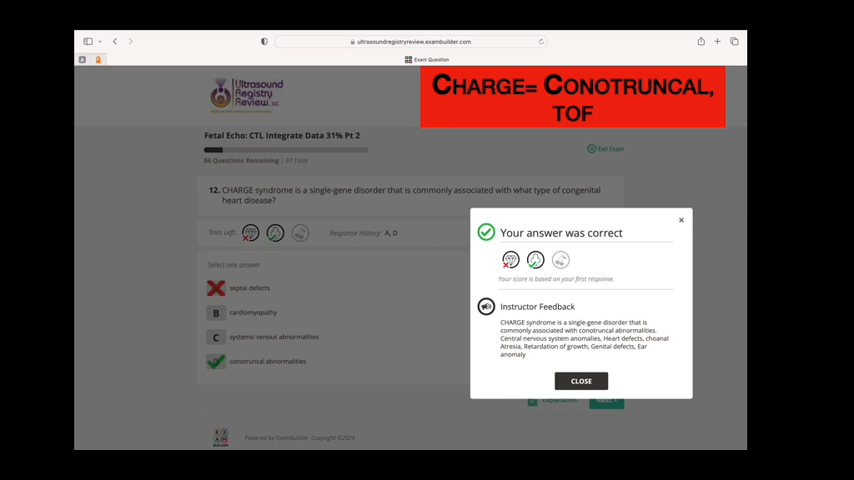 ultrasoundregistryreview.exambuilder.com
A
Exam Question
Ultrasound
Registry
Review, LLC
CHARGE= CONOTRUNCAL,
TOF
Fetal Echo: CTL Integrate Data 31% Pt 2
86 Questions Remaining | 97 Total
Exit Exam
12. CHARGE syndrome is a single-gene disorder that is commonly associated with what type of congenital
heart disease?
Tries Left:
Response History: A, D
Select one answer
septal defects
B cardiomyopathy
C systemic venous abnormalities
conotruncal abnormalities
Your answer was correct
Your score is based on your first response.
Instructor Feedback
CHARGE syndrome is a single-gene disorder that is
commonly associated with conotruncal abnormalities.
Central nervous system anomalies, Heart defects, choanal
Atresia, Retardation of growth, Genital defects, Ear
anomaly
CLOSE
Explanation
Next >
Powered by ExamBuilder. Copyright ©2024